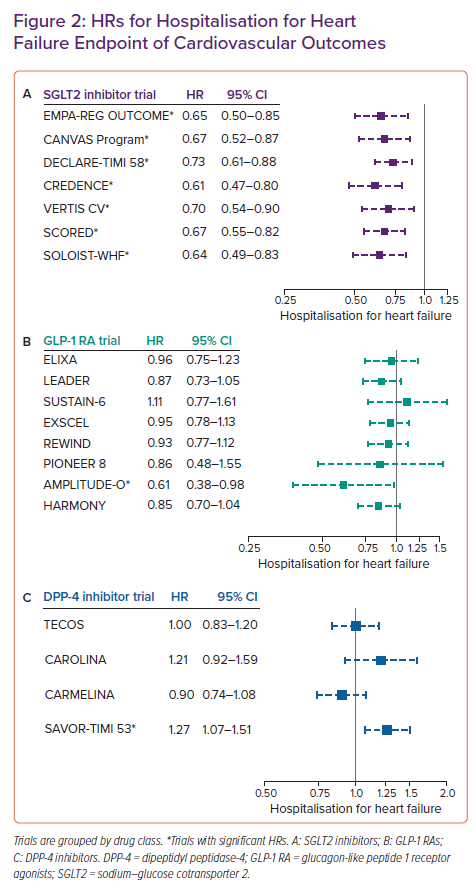 Figure 2: HRs for Hospitalisation for Heart
Failure Endpoint of Cardiovascular Outcomes
A SGLT2 inhibitor trial HR 95% CI
EMPA-REG OUTCOME* 0.65 0.50–0.85
CANVAS Program* 0.67 0.52–0.87
DECLARE-TIMI 58* 0.73 0.61–0.88
CREDENCE* 0.61 0.47–0.80
VERTIS CV* 0.70 0.54–0.90
SCORED* 0.67 0.55–0.82
SOLOIST-WHF* 0.64 0.49–0.83
0.25 0.50 0.75 1.0 1.25
Hospitalisation for heart failure
B GLP-1 RA trial HR 95% CI
ELIXA 0.96 0.75–1.23
LEADER 0.87 0.73–1.05
SUSTAIN-6 1.11 0.77–1.61
EXSCEL 0.95 0.78–1.13
REWIND 0.93 0.77–1.12
PIONEER 8 0.86 0.48–1.55
AMPLITUDE-O* 0.61 0.38–0.98
HARMONY 0.85 0.70–1.04
0.25 0.50 0.75 1.0 1.25 1.5
Hospitalisation for heart failure
C DPP-4 inhibitor trial HR 95% CI
TECOS 1.00 0.83–1.20
CAROLINA 1.21 0.92–1.59
CARMELINA 0.90 0.74–1.08
SAVOR-TIMI 53* 1.27 1.07–1.51
0.50 0.75 1.0 1.25 1.5 2.0
Hospitalisation for heart failure
Trials are grouped by drug class. *Trials with significant HRs. A: SGLT2 inhibitors; B: GLP-1 RAs;
C: DPP-4 inhibitors. DPP-4 = dipeptidyl peptidase-4; GLP-1 RA = glucagon-like peptide 1 receptor
agonists; SGLT2 = sodium–glucose cotransporter 2.